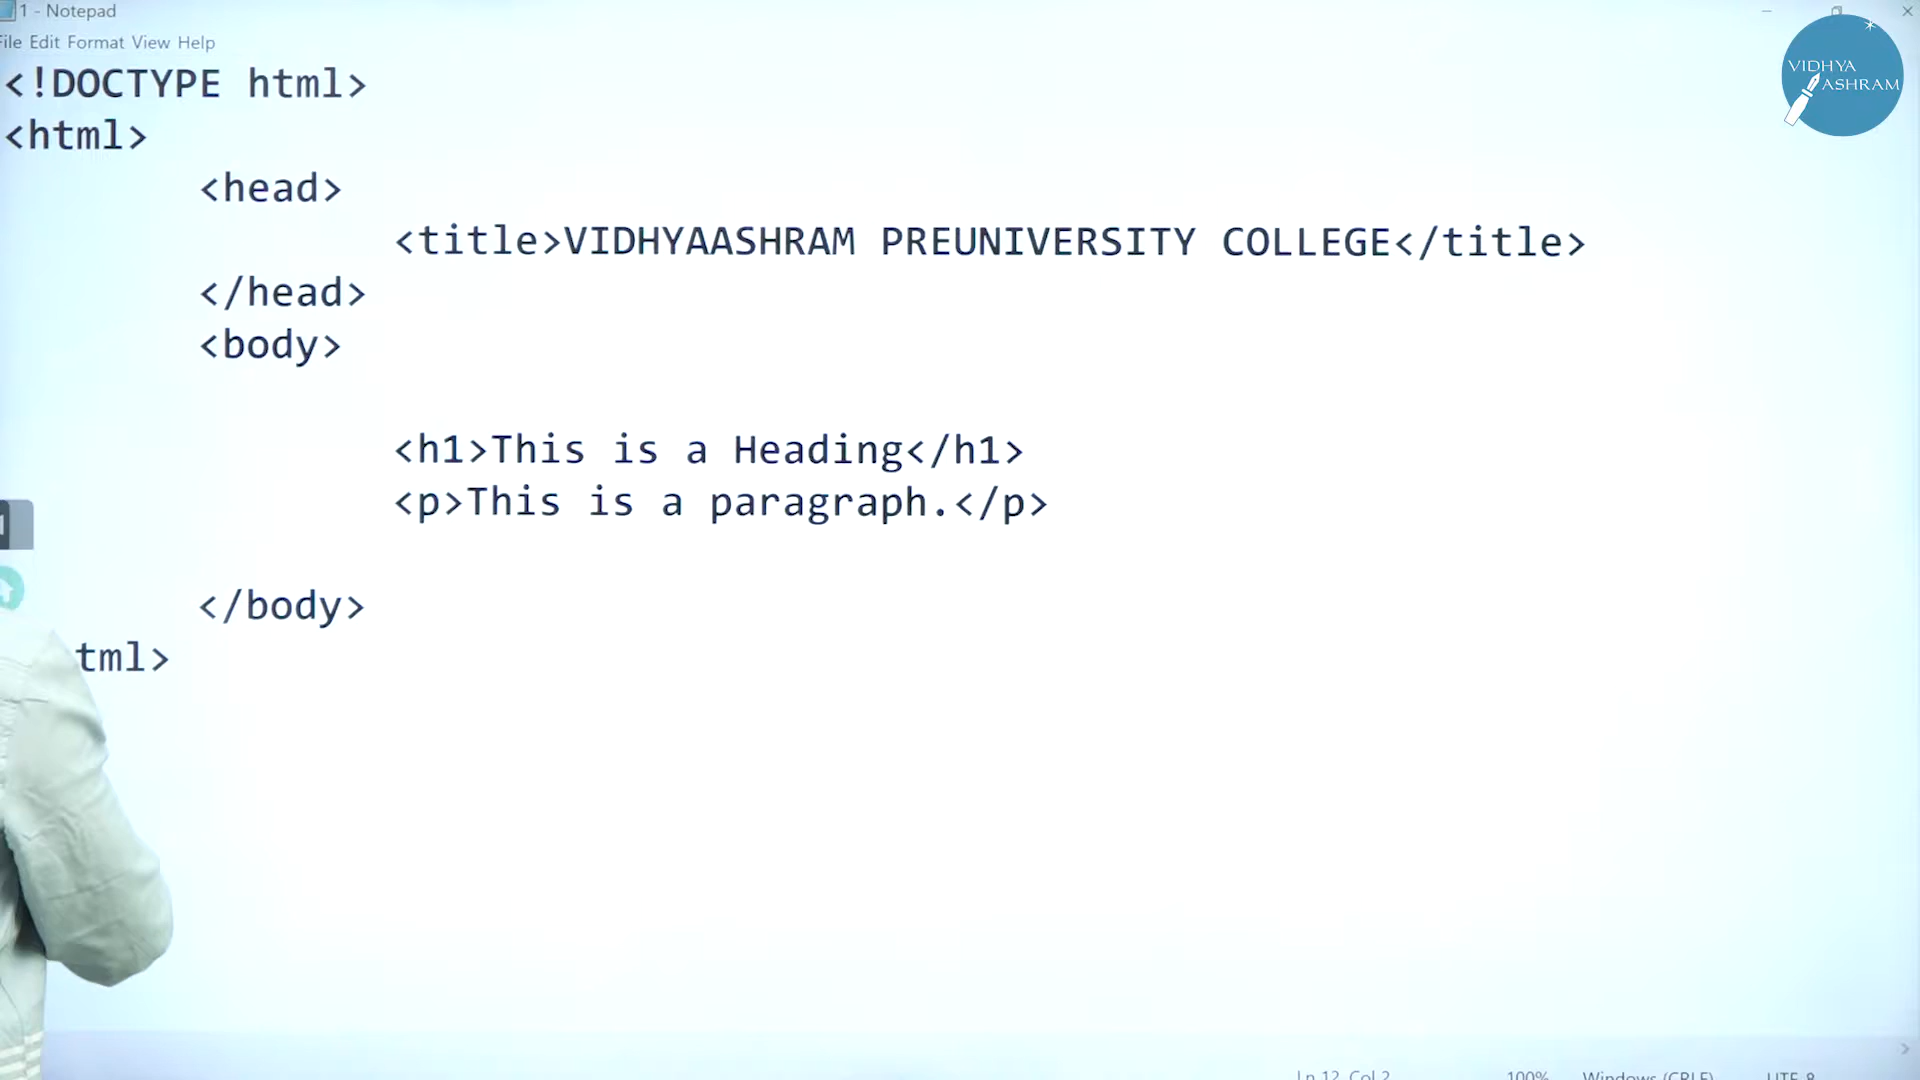 1 - Notepad
File Edit Format View Help
VIDHYA
ASHRAM
<!DOCTYPE html>
<html>
<head>
<title>VIDHYAASHRAM PREUNIVERSITY COLLEGE</title>
</head>
<body>
<h1>This is a Heading</h1>
<p>This is a paragraph.</p>
</body>
tml>
Ln 12, Col 2
100%
Windows (CRLF)
UTF-8